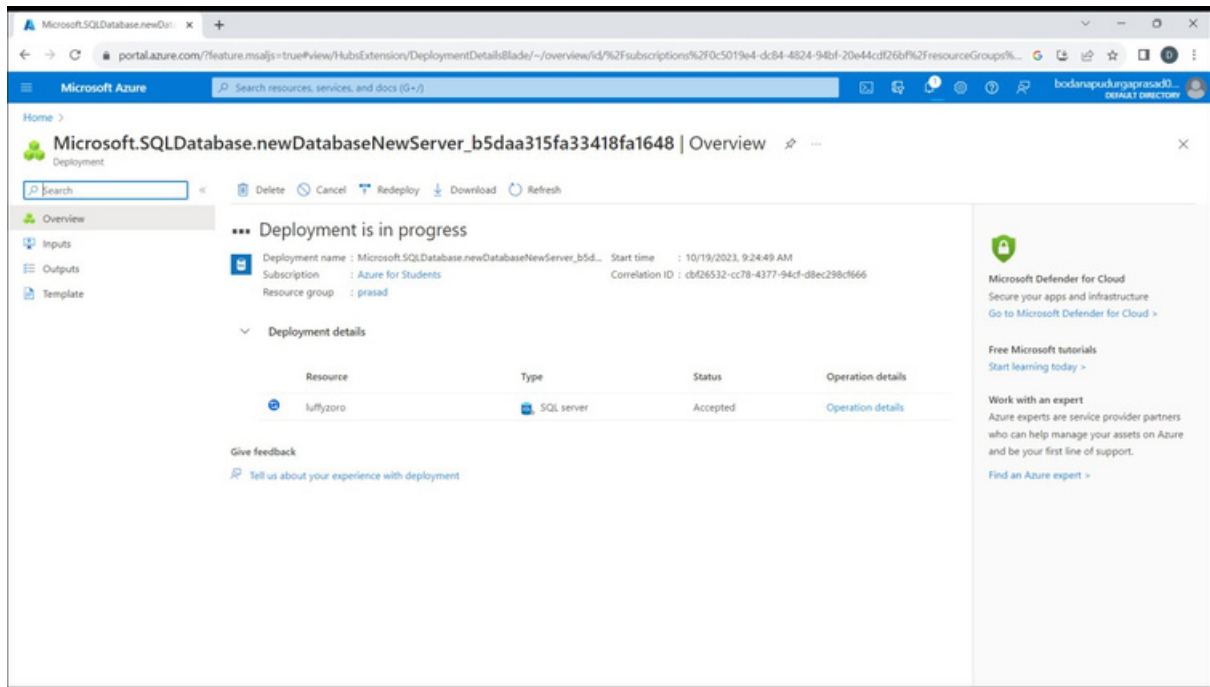 Microsoft.SQLDatabase.newDat
portal.azure.com/?feature.msaljs=true#view/HubsExtension/DeploymentDetailsBlade/~/overview/id/%2Fsubscriptions%2F0c5019e4-dc84-4824-94bf-20e44cdf26bf%2FresourceGroups%...
Microsoft Azure
Search resources, services, and docs (G+/)
1
bodanapudurgaprasad0...
DEFAULT DIRECTORY
Home >
Microsoft.SQLDatabase.newDatabaseNewServer_b5daa315fa33418fa1648 | Overview
Deployment
Search
Delete Cancel Redeploy Download Refresh
Overview
Inputs
Outputs
Template
Deployment is in progress
Deployment name : Microsoft.SQLDatabase.newDatabaseNewServer_b5d... Start time : 10/19/2023, 9:24:49 AM
Subscription : Azure for Students Correlation ID : cbf26532-cc78-4377-94cf-d8ec298cf666
Resource group : prasad
Deployment details
Resource Type Status Operation details
luffyzoro SQL server Accepted Operation details
Give feedback
Tell us about your experience with deployment
Microsoft Defender for Cloud
Secure your apps and infrastructure
Go to Microsoft Defender for Cloud >
Free Microsoft tutorials
Start learning today >
Work with an expert
Azure experts are service provider partners
who can help manage your assets on Azure
and be your first line of support.
Find an Azure expert >